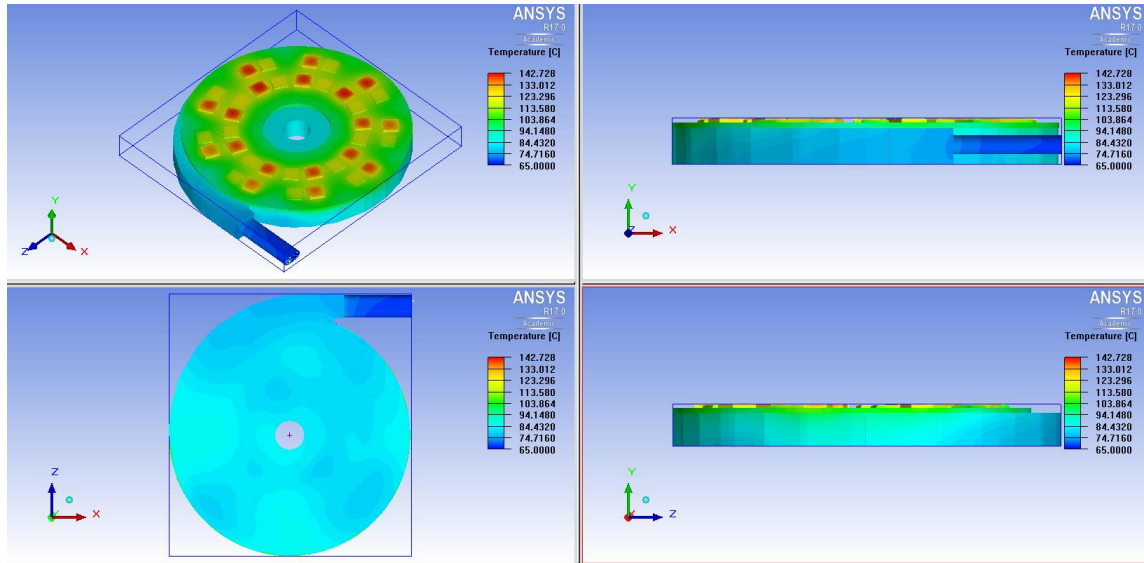 ANSYS
R17.0
Academic
Temperature [C]
142.728
133.012
123.296
113.580
103.864
94.1480
84.4320
74.7160
65.0000
Y
Z
X
ANSYS
R17.0
Academic
Temperature [C]
142.728
133.012
123.296
113.580
103.864
94.1480
84.4320
74.7160
65.0000
Y
X
ANSYS
R17.0
Academic
Temperature [C]
142.728
133.012
123.296
113.580
103.864
94.1480
84.4320
74.7160
65.0000
Z
Y
X
ANSYS
R17.0
Academic
Temperature [C]
142.728
133.012
123.296
113.580
103.864
94.1480
84.4320
74.7160
65.0000
Y
X
Z